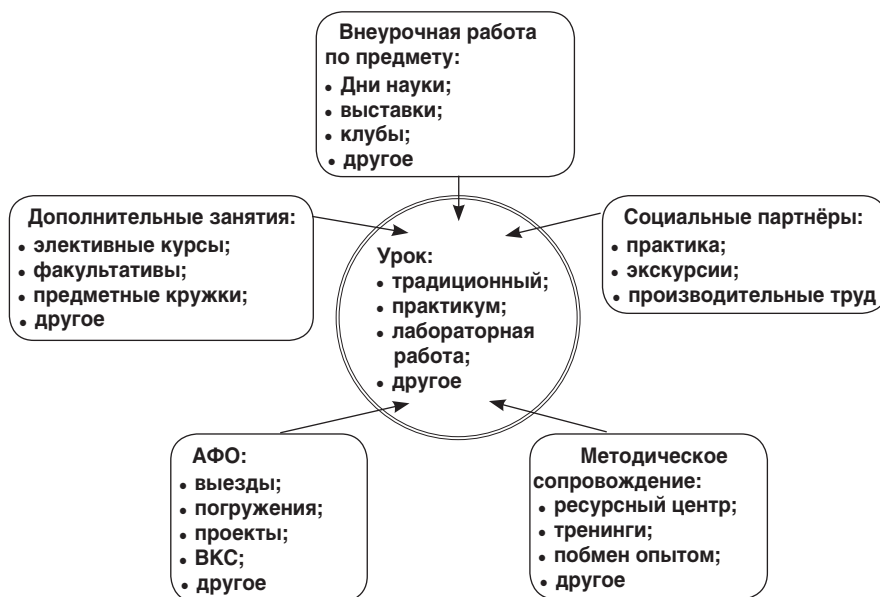 Внеурочная работа
по предмету:
• Дни науки;
• выставки;
• клубы;
• другое
Дополнительные занятия:
• элективные курсы;
• факультативы;
• предметные кружки;
• другое
Социальные партнёры:
• практика;
• экскурсии;
• производительные труд
Урок:
• традиционный;
• практикум;
• лабораторная
работа;
• другое
АФО:
• выезды;
• погружения;
• проекты;
• ВКС;
• другое
Методическое
сопровождение:
• ресурсный центр;
• тренинги;
• побмен опытом;
• другое